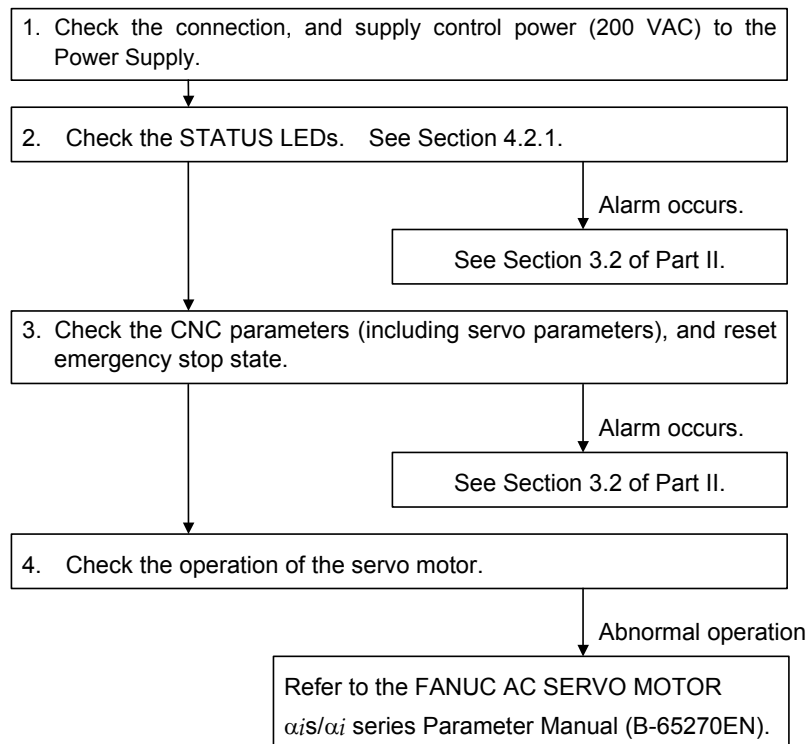 1. Check the connection, and supply control power (200 VAC) to the
Power Supply.
2. Check the STATUS LEDs. See Section 4.2.1.
Alarm occurs.
See Section 3.2 of Part II.
3. Check the CNC parameters (including servo parameters), and reset
emergency stop state.
Alarm occurs.
See Section 3.2 of Part II.
4. Check the operation of the servo motor.
Abnormal operation
Refer to the FANUC AC SERVO MOTOR
αis/αi series Parameter Manual (B-65270EN).